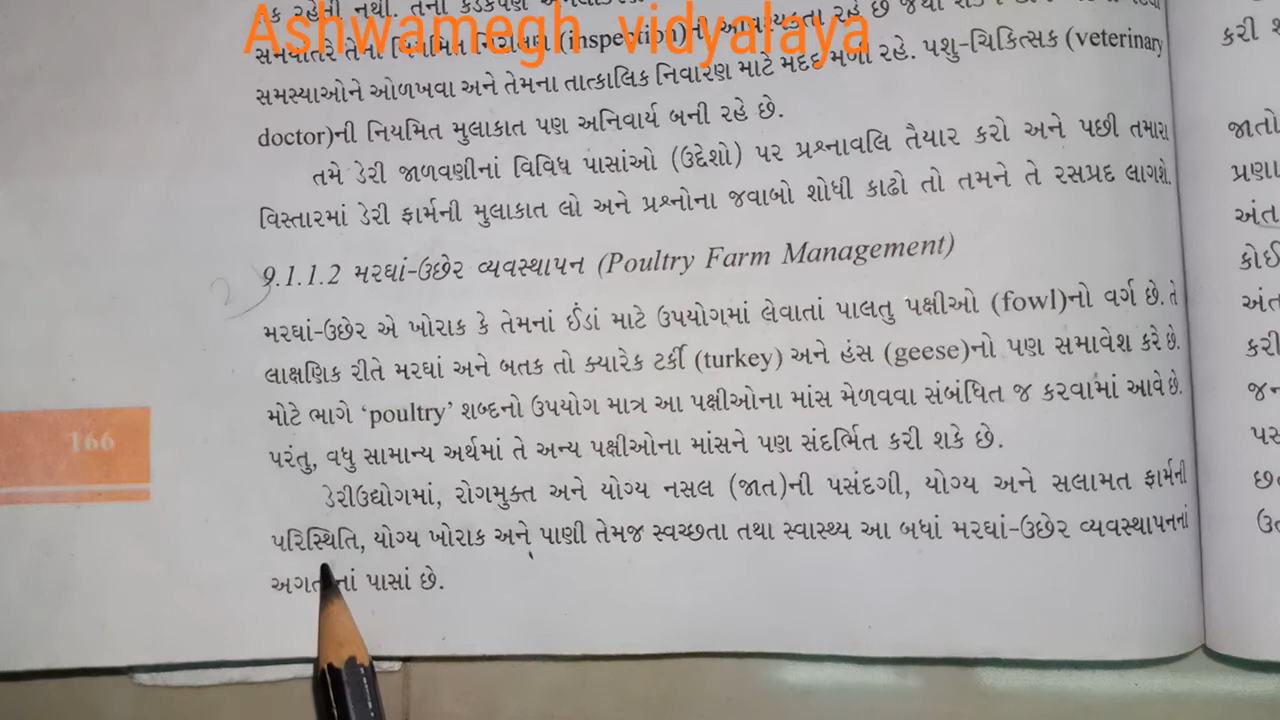 Ashwamegh vidyalaya
ક રહેતી નથી. તેના
તેના નિયમિત નિરીક્ષણ (inspection)ની આવશ્યકતા રહે છે જેથી
સમસ્યાઓને ઓળખવા અને તેમના તાત્કાલિક નિવારણ માટે મદદ મળી રહે. પશુ-ચિકિત્સક (veterinary
doctor)ની નિયમિત મુલાકાત પણ અનિવાર્ય બની રહે છે.
તમે ડેરી જાળવણીનાં વિવિધ પાસાંઓ (ઉદ્દેશો) પર પ્રશ્નાવલિ તૈયાર કરો અને પછી તમારા
વિસ્તારમાં ડેરી ફાર્મની મુલાકાત લો અને પ્રશ્નોના જવાબો શોધી કાઢો તો તમને તે રસપ્રદ લાગશે.
9.1.1.2 મરઘાં-ઉછેર વ્યવસ્થાપન (Poultry Farm Management)
મરઘાં-ઉછેર એ ખોરાક કે તેમનાં ઈંડાં માટે ઉપયોગમાં લેવાતાં પાલતુ પક્ષીઓ (fowl)નો વર્ગ છે. તે
લાક્ષણિક રીતે મરઘાં અને બતક તો ક્યારેક ટર્કી (turkey) અને હંસ (geese)નો પણ સમાવેશ કરે છે.
મોટે ભાગે ‘poultry’ શબ્દનો ઉપયોગ માત્ર આ પક્ષીઓના માંસ મેળવવા સંબંધિત જ કરવામાં આવે છે.
પરંતુ, વધુ સામાન્ય અર્થમાં તે અન્ય પક્ષીઓના માંસને પણ સંદર્ભિત કરી શકે છે.
ડેરીઉદ્યોગમાં, રોગમુક્ત અને યોગ્ય નસલ (જાત)ની પસંદગી, યોગ્ય અને સલામત ફાર્મની
પરિસ્થિતિ, યોગ્ય ખોરાક અને પાણી તેમજ સ્વચ્છતા તથા સ્વાસ્થ્ય આ બધાં મરઘાં-ઉછેર વ્યવસ્થાપનનાં
અગત્યનાં પાસાં છે.
166
કરી
જાતો
પ્રણા
અંત
કોઈ
અંત
કરી
જન
પસ